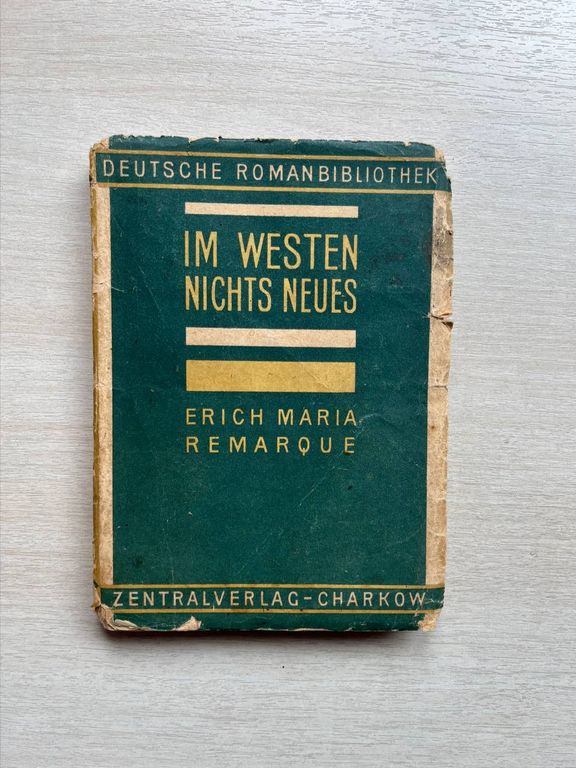 DEUTSCHE ROMANBIBLIOTHEK
IM WESTEN
NICHTS NEUES
ERICH MARIA
REMARQUE
ZENTRALVERLAG-CHARKOW